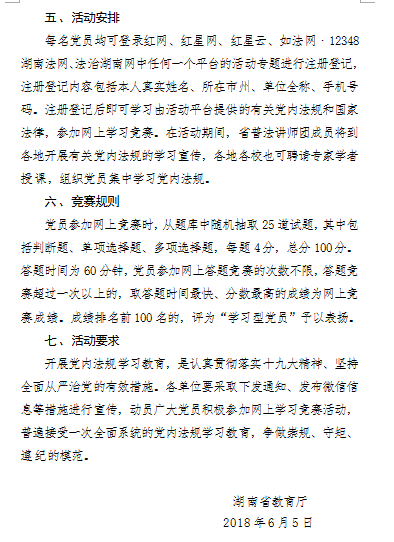 五、活动安排
每名党员均可登录红网、红星网、红星云、如法网·12348
湖南法网、法治湖南网中任何一个平台的活动专题进行注册登记，
注册登记内容包括本人真实姓名、所在市州、单位全称、手机号
码。注册登记后即可学习由活动平台提供的有关党内法规和国家
法律，参加网上学习竞赛。在活动期间，省普法讲师团成员将到
各地开展有关党内法规的学习宣传，各地各校也可聘请专家学者
授课，组织党员集中学习党内法规。
六、竞赛规则
党员参加网上竞赛时，从题库中随机抽取25道试题，其中包
括判断题、单项选择题、多项选择题，每题4分，总分100分。
答题时间为60分钟，党员参加网上答题竞赛的次数不限，答题竞
赛超过一次以上的，取答题时间最快、分数最高的成绩为网上竞
赛成绩。成绩排名前100名的，评为“学习型党员”予以表扬。
七、活动要求
开展党内法规学习教育，是认真贯彻落实十九大精神、坚持
全面从严治党的有效措施。各单位要采取下发通知、发布微信信
息等措施进行宣传，动员广大党员积极参加网上学习竞赛活动，
普遍接受一次全面系统的党内法规学习教育，争做崇规、守矩、
遵纪的模范。
湖南省教育厅
2018年6月5日